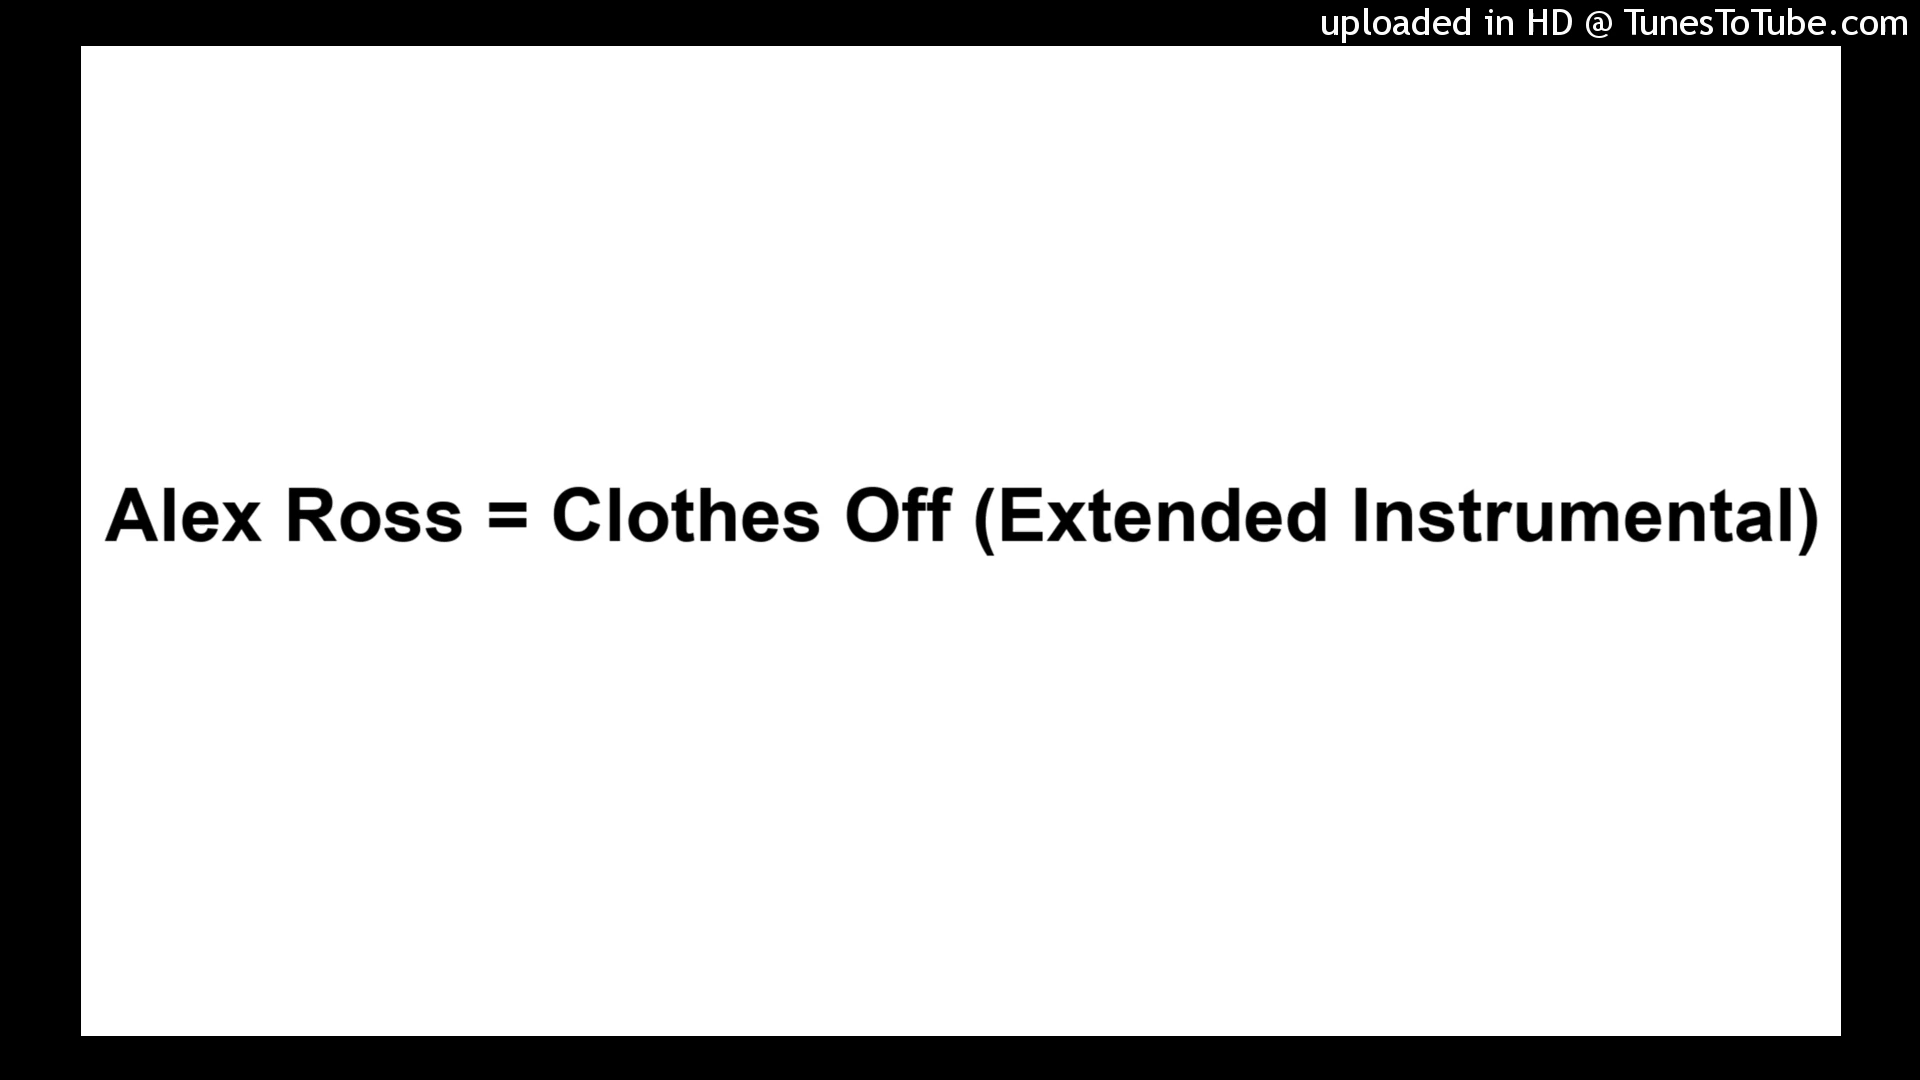 uploaded in HD @ TunesToTube.com
Alex Ross = Clothes Off (Extended Instrumental)